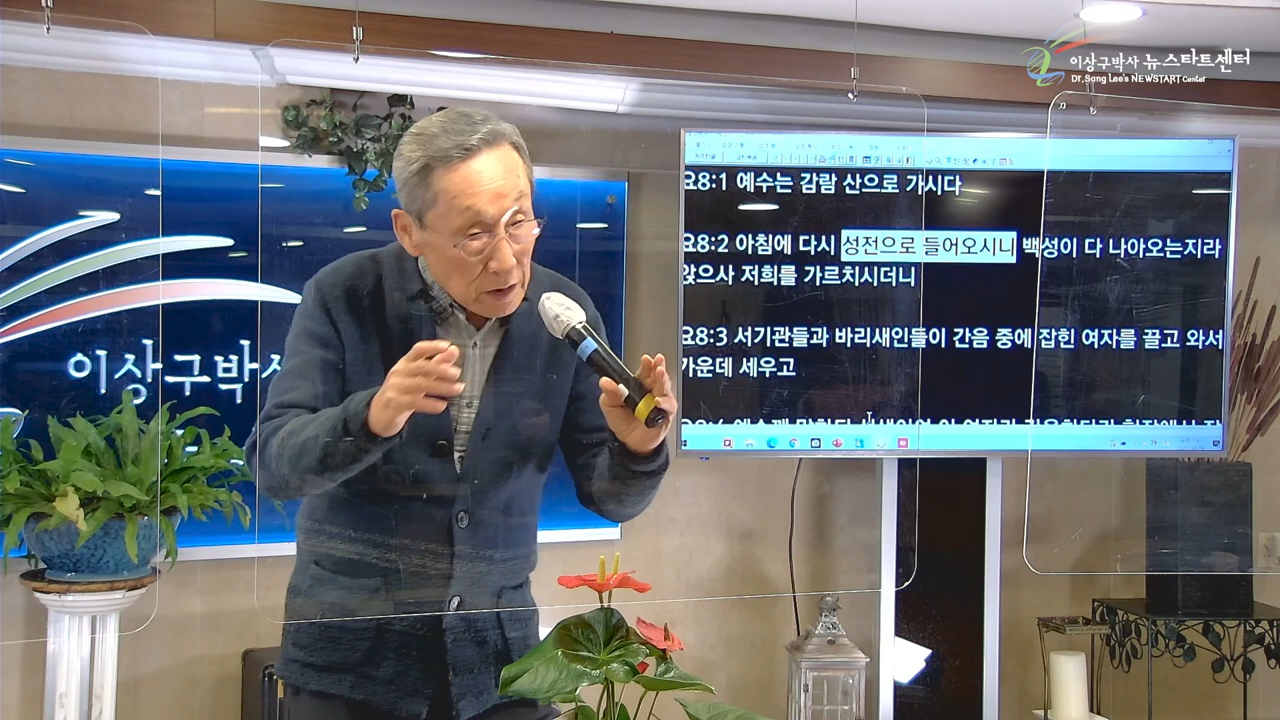 이상구박사 뉴스타트센터
Dr. Sang Lee's NEWSTART Center
요8:1 예수는 감람 산으로 가시다
요8:2 아침에 다시 성전으로 들어오시니 백성이 다 나아오는지라
앉으사 저희를 가르치시더니
요8:3 서기관들과 바리새인들이 간음 중에 잡힌 여자를 끌고 와서
가운데 세우고
이상구박사